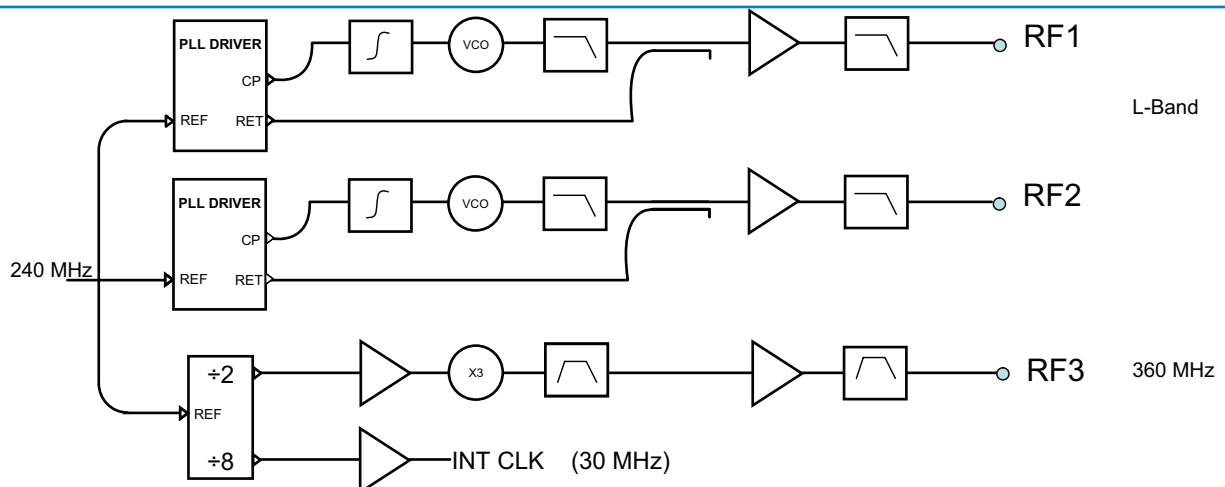 PLL DRIVER
CP
REF
RET
VCO
RF1
L-Band
PLL DRIVER
CP
REF
RET
VCO
RF2
240 MHz
÷2
REF
÷8
X3
RF3
360 MHz
INT CLK (30 MHz)